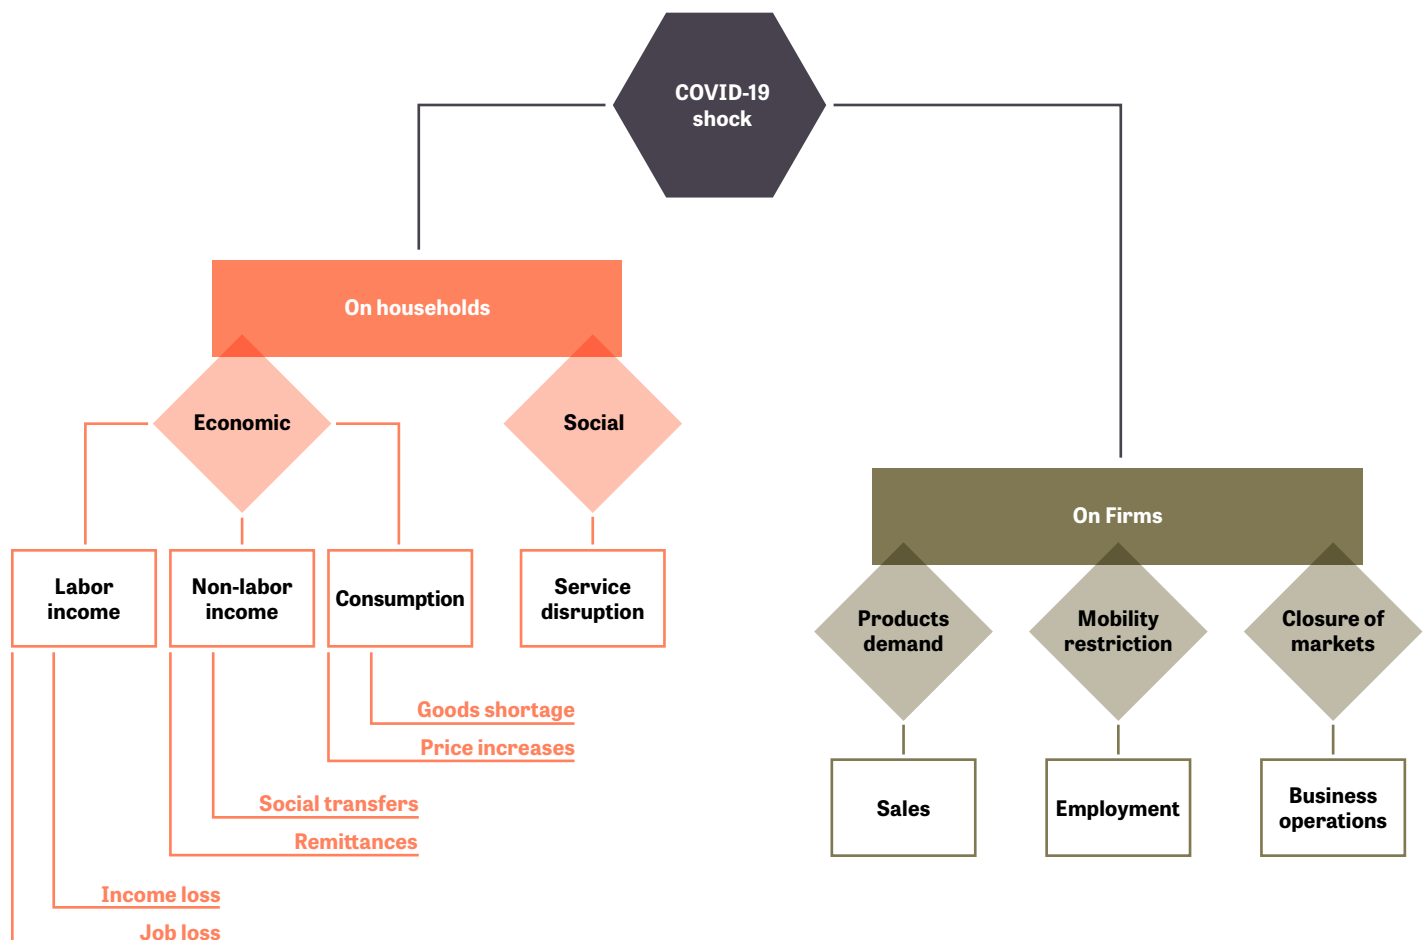 COVID-19
shock
On households
Economic
Social
Labor
income
Non-labor
income
Consumption
Service
disruption
Goods shortage
Price increases
Social transfers
Remittances
Income loss
Job loss
On Firms
Products
demand
Mobility
restriction
Closure of
markets
Sales
Employment
Business
operations